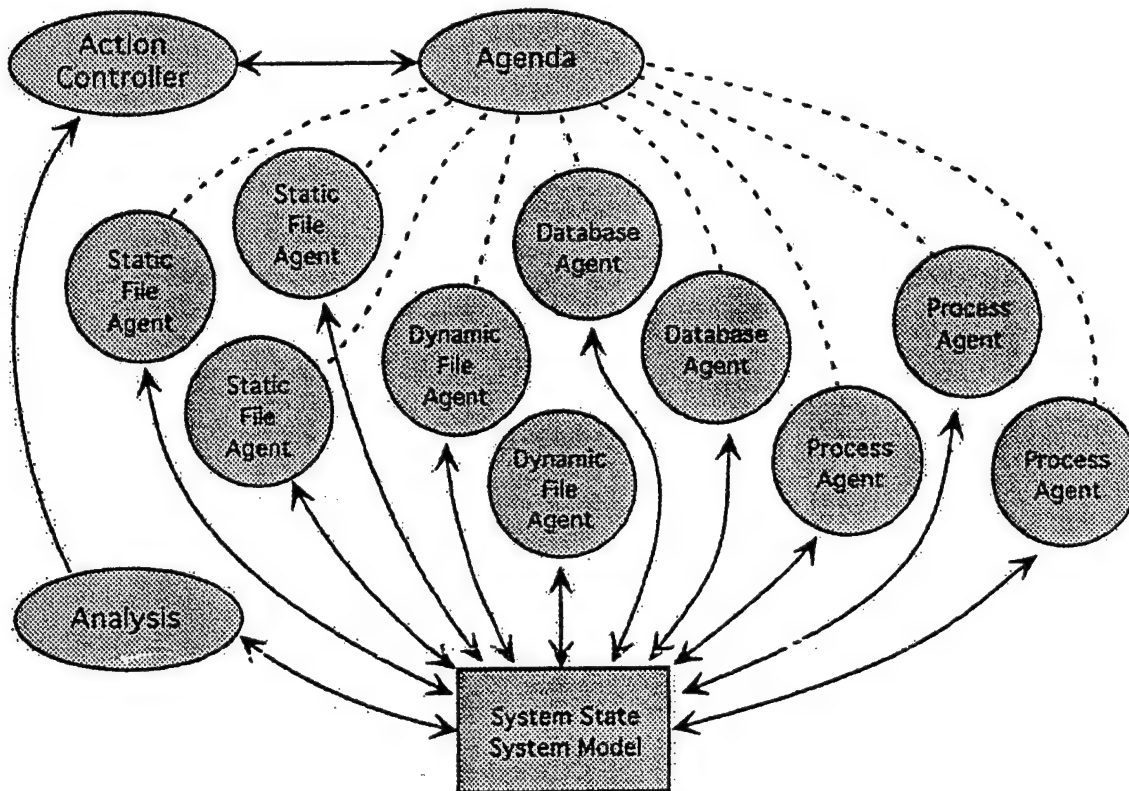 Action
Controller
Agenda
Static
File
Agent
Static
File
Agent
Database
Agent
Static
File
Agent
Dynamic
File
Agent
Database
Agent
Process
Agent
Dynamic
File
Agent
Process
Agent
Process
Agent
Analysis
System State
System Model